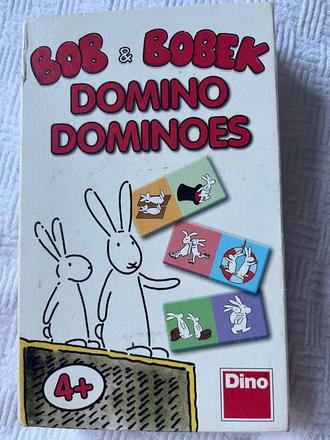 BOB & BOBEK
DOMINO
DOMINOES
4+
Dino